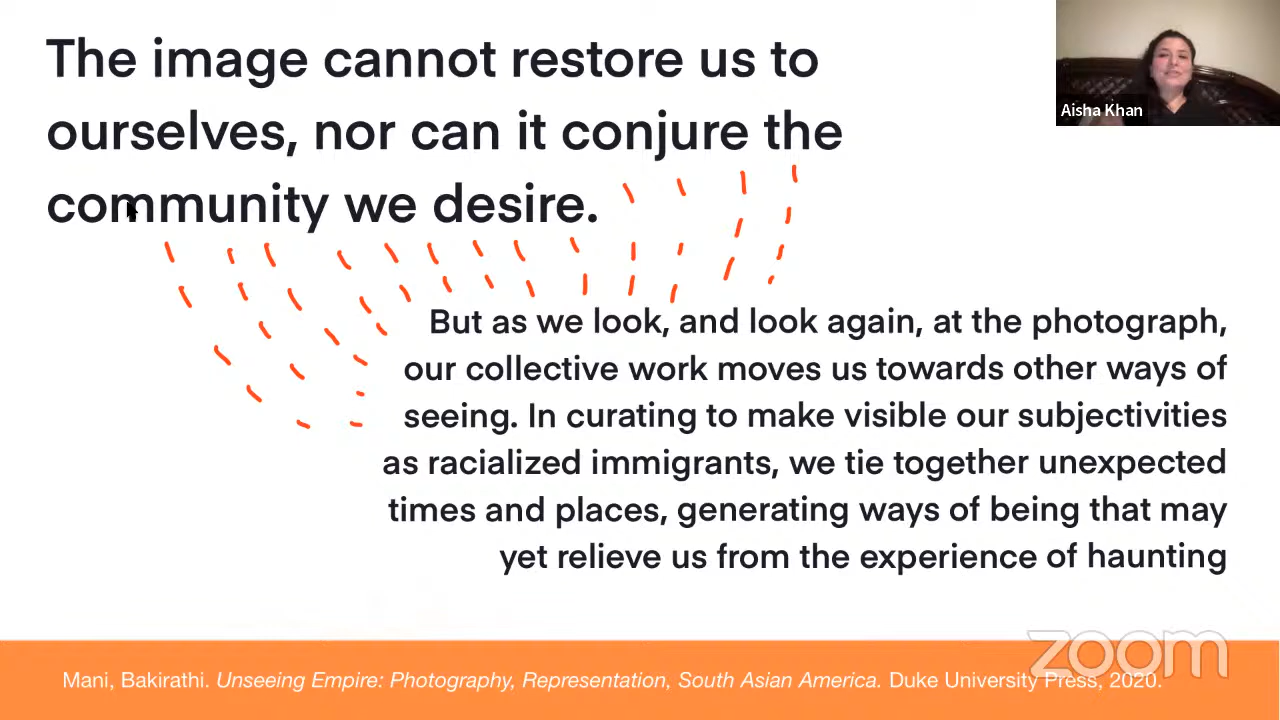 The image cannot restore us to
ourselves, nor can it conjure the
community we desire.
Aisha Khan
But as we look, and look again, at the photograph,
our collective work moves us towards other ways of
seeing. In curating to make visible our subjectivities
as racialized immigrants, we tie together unexpected
times and places, generating ways of being that may
yet relieve us from the experience of haunting
zoom
Mani, Bakirathi. Unseeing Empire: Photography, Representation, South Asian America. Duke University Press, 2020.